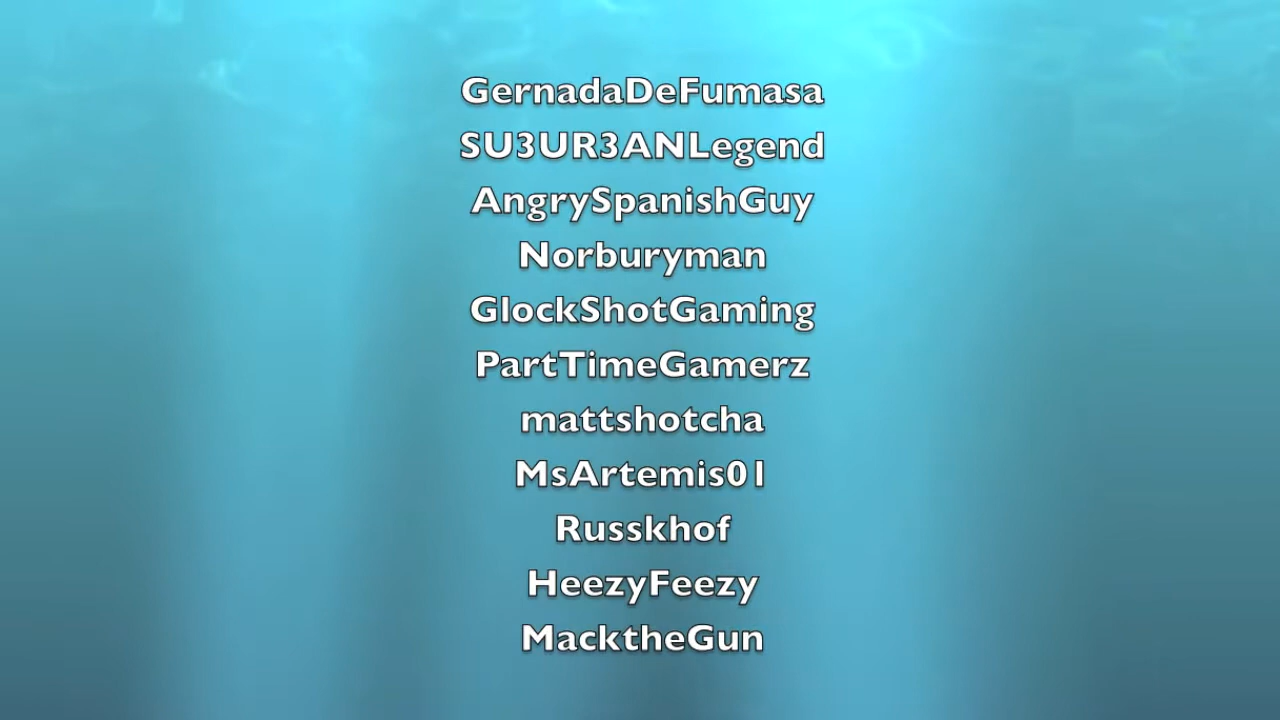 GernadaDeFumasa
SU3UR3ANLegend
AngrySpanishGuy
Norburyman
GlockShotGaming
PartTimeGamerz
mattshotcha
MsArtemis01
Russkhof
HeezyFeezy
MacktheGun